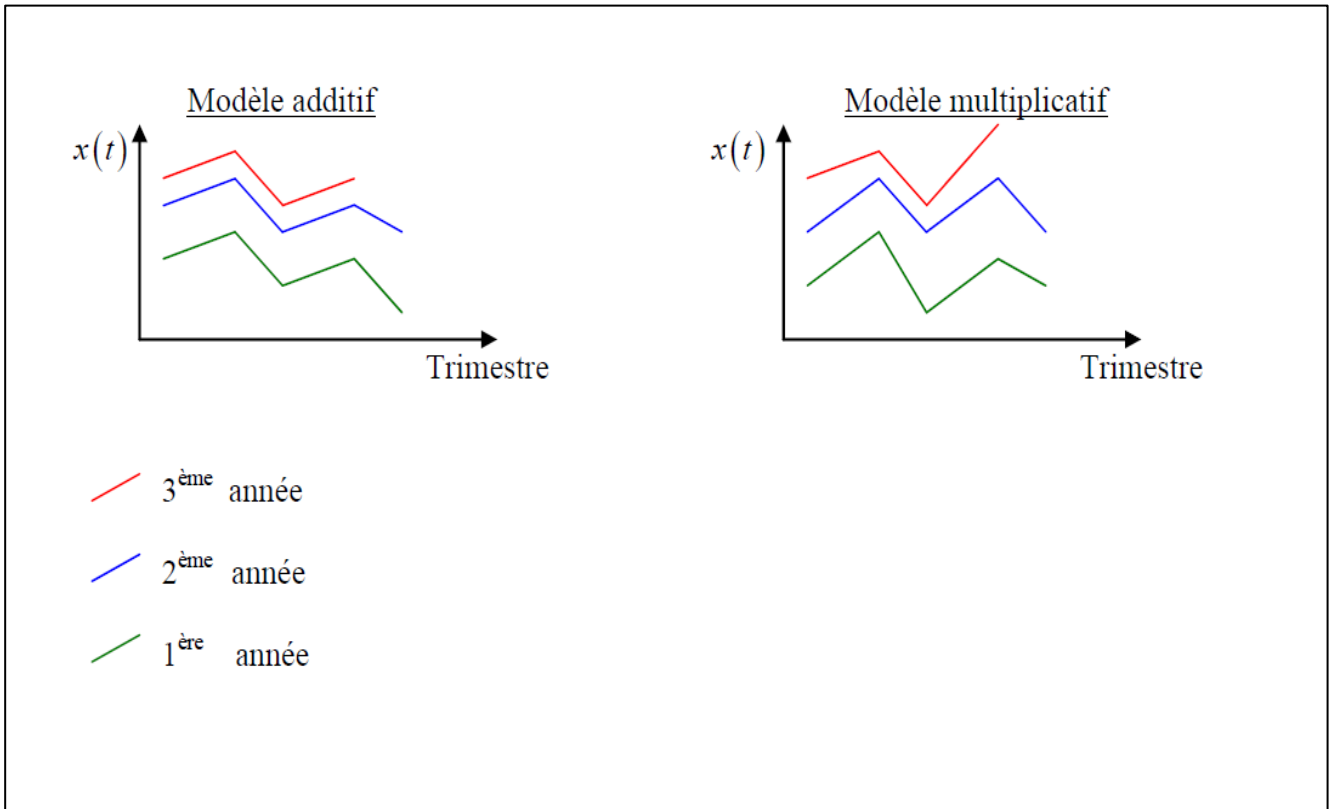 Modèle additif
Modèle multiplicatif
x(t)
x(t)
Trimestre
Trimestre
3ème année
2ème année
1ère année